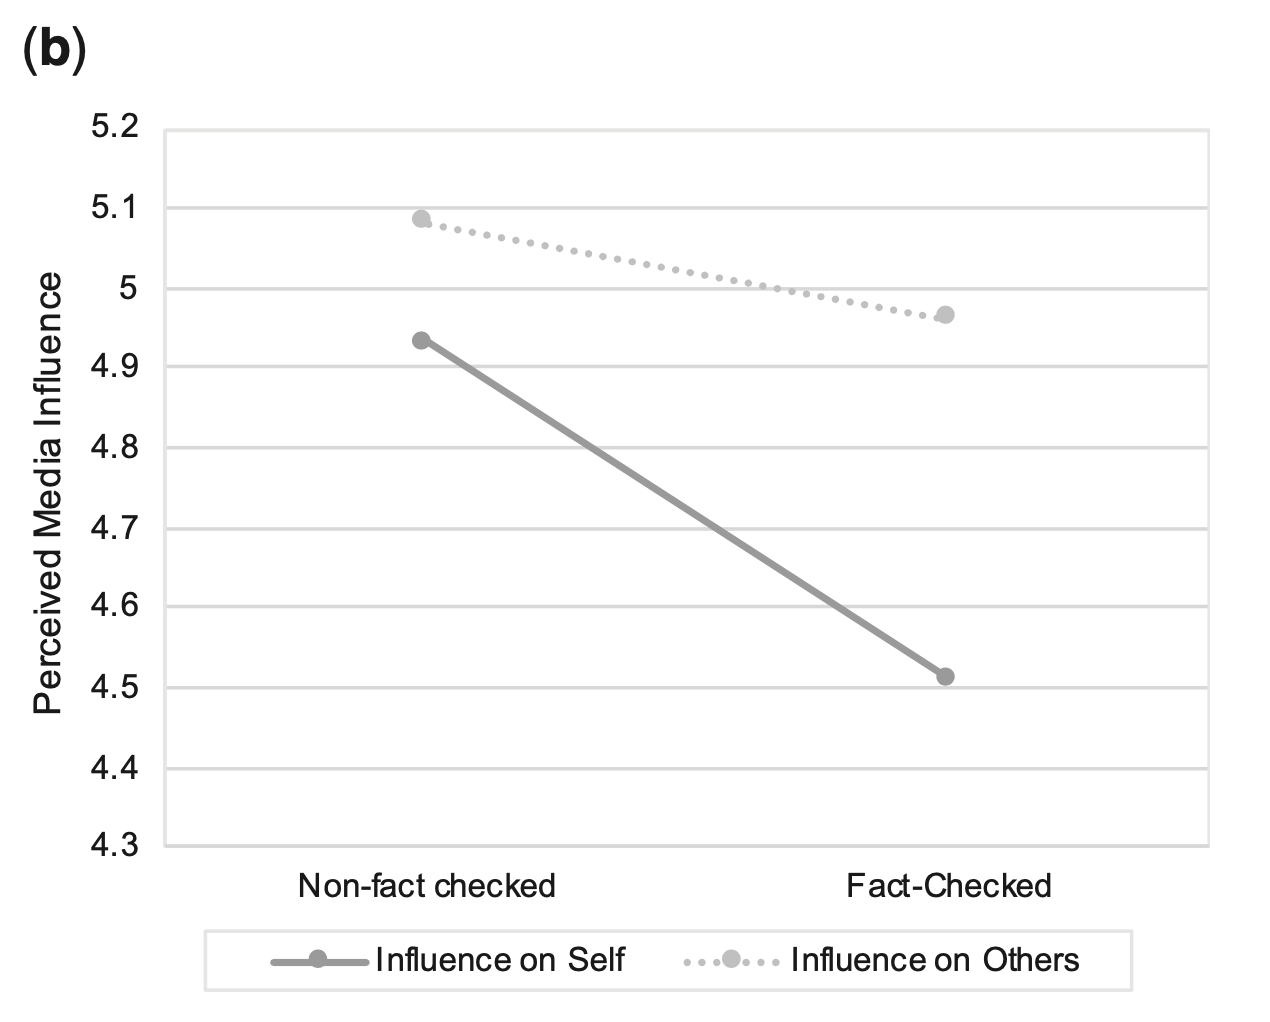 (b)
5.2
5.1
5
4.9
4.8
4.7
4.6
4.5
4.4
4.3
Perceived Media Influence
Non-fact checked Fact-Checked
Influence on Self Influence on Others